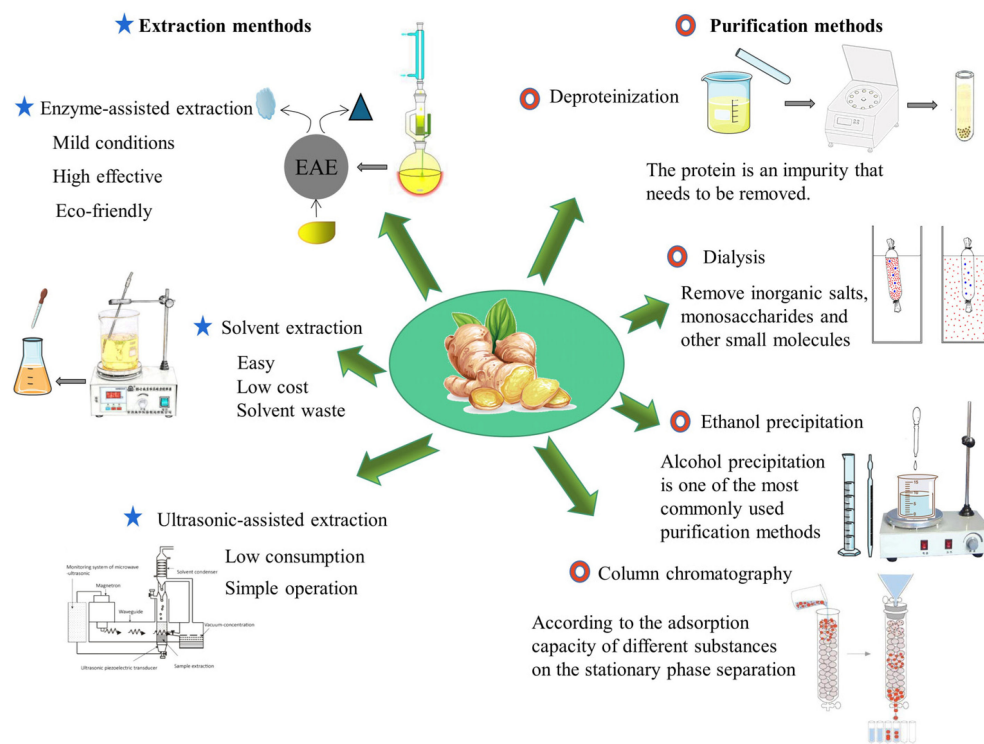 Extraction menthods
Enzyme-assisted extraction
Mild conditions
High effective
Eco-friendly
EAE
Solvent extraction
Easy
Low cost
Solvent waste
Ultrasonic-assisted extraction
Low consumption
Simple operation
Monitoring system of microwave
ultrasonic
Magnetron
Waveguide
Solvent condenser
Vacuum concentration
Ultrasonic piezoelectric transducer
Sample extraction
Purification methods
Deproteinization
The protein is an impurity that
needs to be removed.
Dialysis
Remove inorganic salts,
monosaccharides and
other small molecules
Ethanol precipitation
Alcohol precipitation
is one of the most
commonly used
purification methods
Column chromatography
According to the adsorption
capacity of different substances
on the stationary phase separation